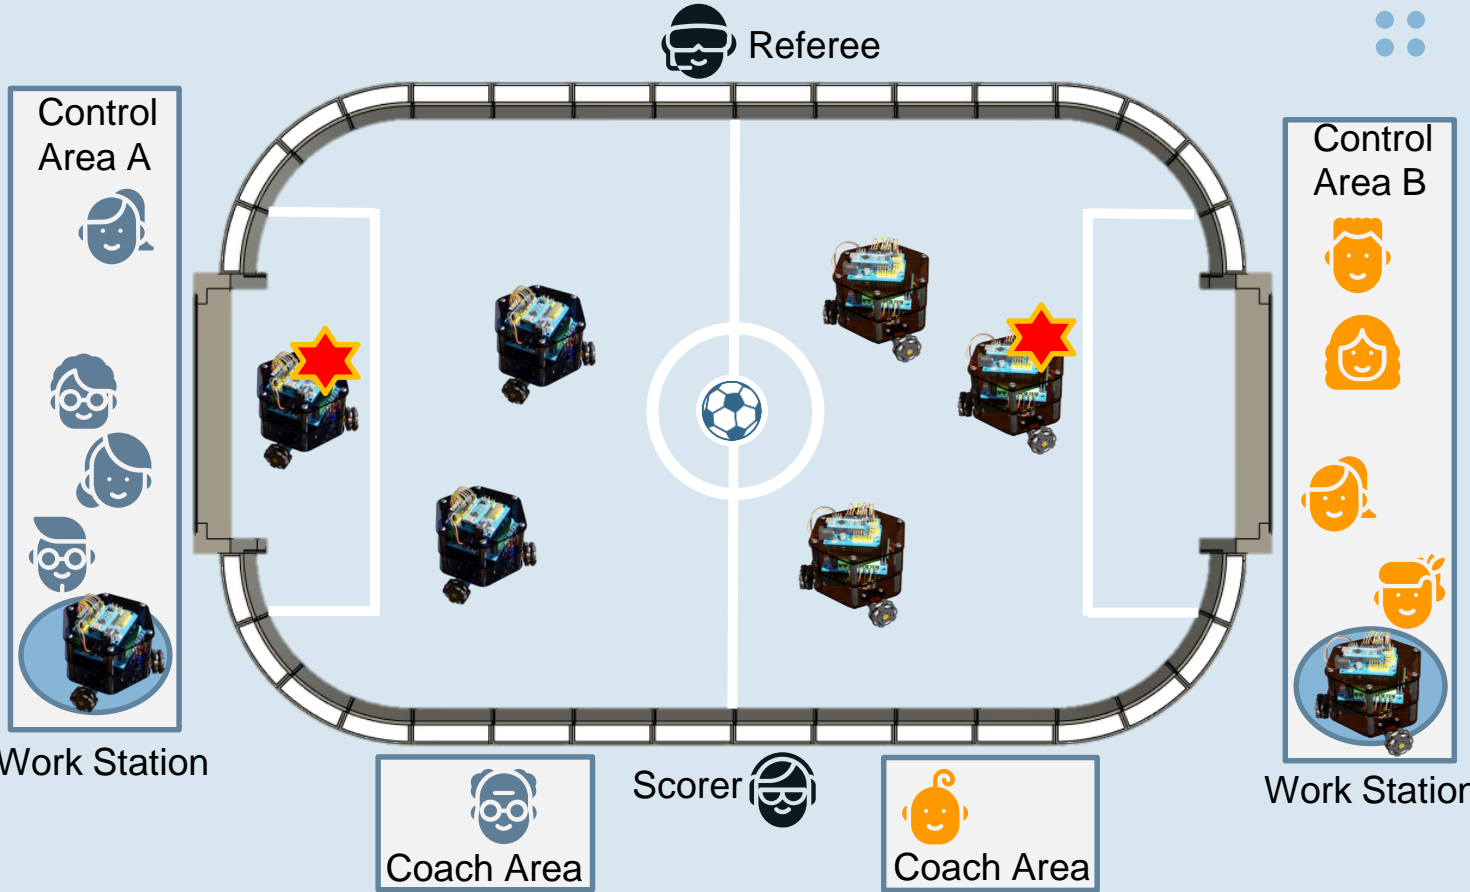 Referee
Control
Area A
Control
Area B
Work Station
Scorer
Work Station
Coach Area
Coach Area